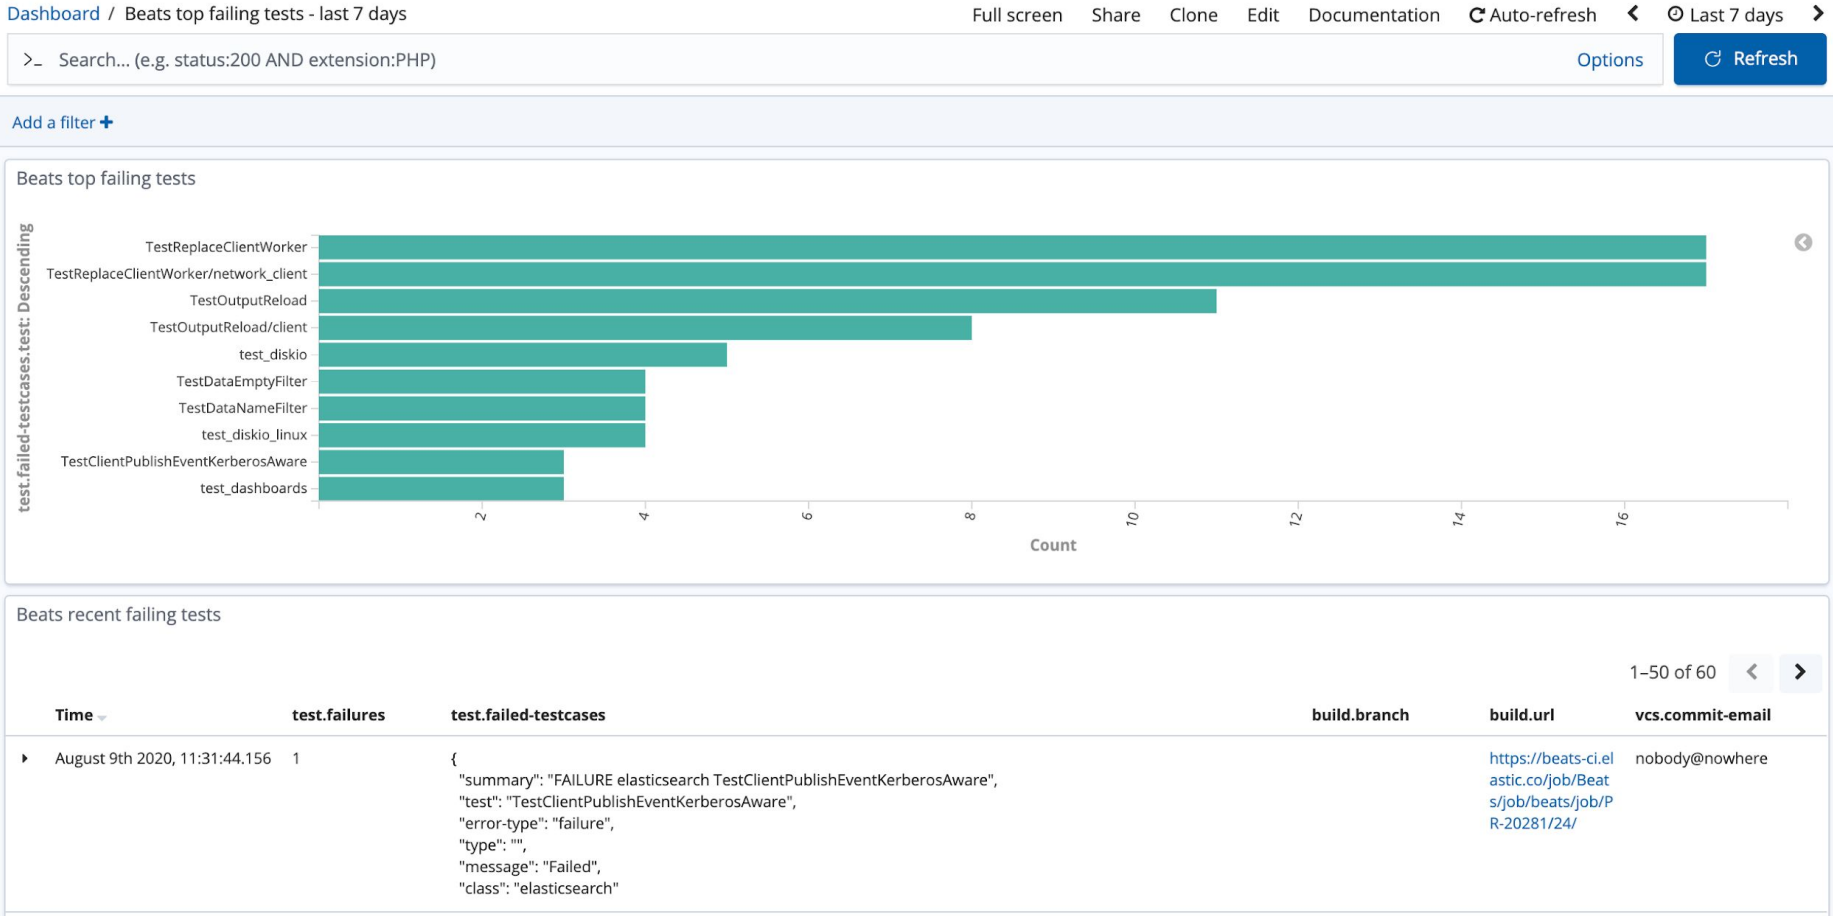 Dashboard / Beats top failing tests - last 7 days
Full screen Share Clone Edit Documentation Auto-refresh Last 7 days
>_ Search... (e.g. status:200 AND extension:PHP) Options Refresh
Add a filter +
Beats top failing tests
test.failed-testcases.test: Descending
TestReplaceClientWorker
TestReplaceClientWorker/network_client
TestOutputReload
TestOutputReload/client
test_diskio
TestDataEmptyFilter
TestDataNameFilter
test_diskio_linux
TestClientPublishEventKerberosAware
test_dashboards
2 4 6 8 10 12 14 16
Count
Beats recent failing tests
1–50 of 60
Time test.failures test.failed-testcases build.branch build.url vcs.commit-email
August 9th 2020, 11:31:44.156 1 { https://beats-ci.el nobody@nowhere
"summary": "FAILURE elasticsearch TestClientPublishEventKerberosAware", astic.co/job/Beat
"test": "TestClientPublishEventKerberosAware", s/job/beats/job/P
"error-type": "failure", R-20281/24/
"type": "",
"message": "Failed",
"class": "elasticsearch"